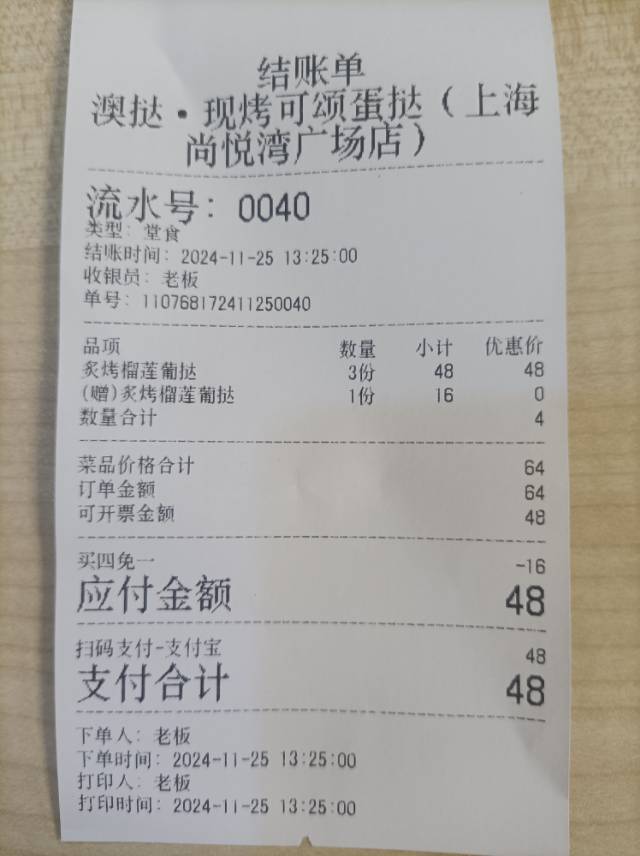 结账单
澳挞·现烤可颂蛋挞（上海
尚悦湾广场店）
流水号：0040
类型：堂食
结账时间：2024-11-25 13:25:00
收银员：老板
单号：110768172411250040
品项 数量 小计 优惠价
炙烤榴莲葡挞 3份 48 48
(赠)炙烤榴莲葡挞 1份 16 0
数量合计 4
菜品价格合计 64
订单金额 64
可开票金额 48
买四免一 -16
应付金额 48
扫码支付-支付宝 48
支付合计 48
下单人：老板
下单时间：2024-11-25 13:25:00
打印人：老板
打印时间：2024-11-25 13:25:00